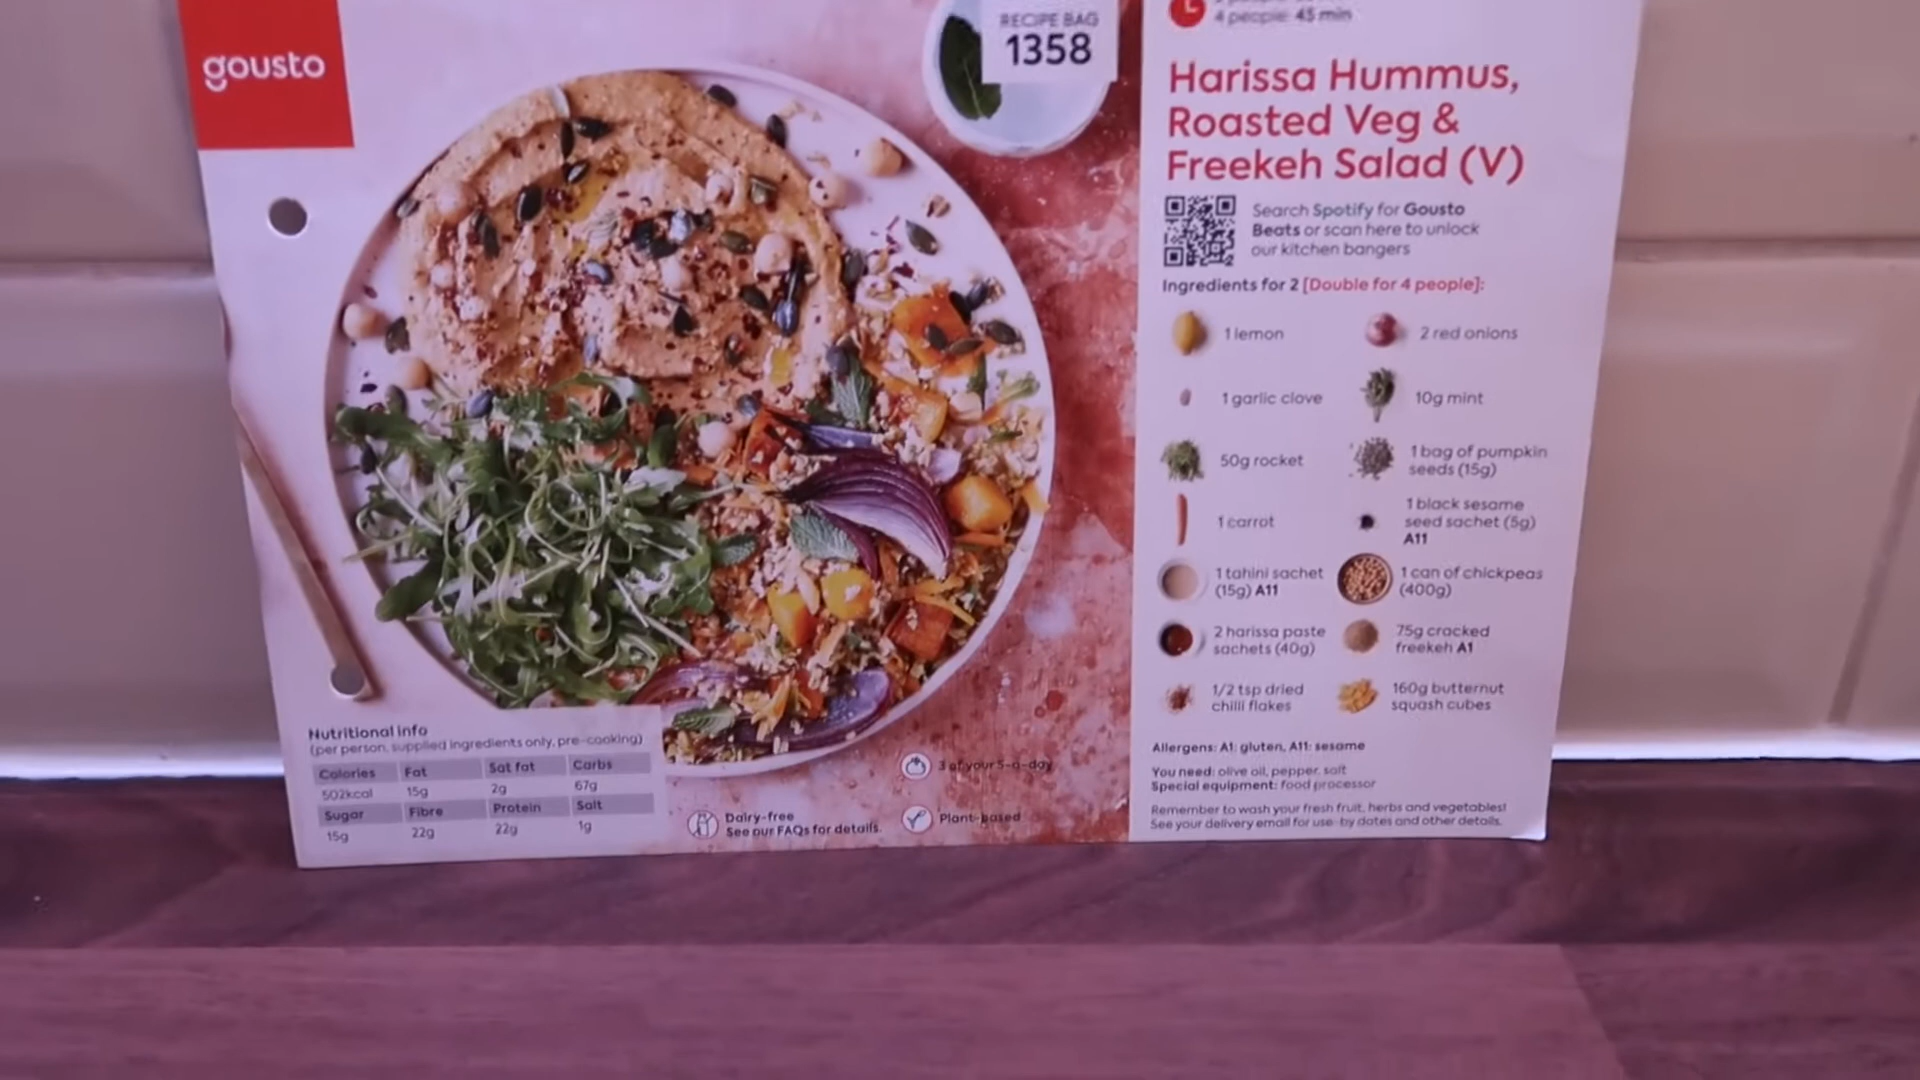 gousto
RECIPE BAG
1358
4 people: 45 min
Harissa Hummus,
Roasted Veg &
Freekeh Salad (V)
Search Spotify for Gousto
Beats or scan here to unlock
our kitchen bangers
Ingredients for 2 [Double for 4 people]:
1 lemon
2 red onions
1 garlic clove
10g mint
50g rocket
1 bag of pumpkin
seeds (15g)
1 carrot
1 black sesame
seed sachet (5g)
A11
1 tahini sachet
(15g) A11
1 can of chickpeas
(400g)
2 harissa paste
sachets (40g)
75g cracked
freekeh A1
1/2 tsp dried
chilli flakes
160g butternut
squash cubes
Allergens: A1: gluten, A11: sesame
You need: olive oil, pepper, salt
Special equipment: food processor
Remember to wash your fresh fruit, herbs and vegetables!
See your delivery email for use-by dates and other details.
Nutritional info
(per person, supplied ingredients only, pre-cooking)
Calories Fat Sat fat Carbs
502kcal 15g 2g 67g
Sugar Fibre Protein Salt
15g 22g 22g 1g
3 of your 5-a-day
Dairy-free
See our FAQs for details.
Plant-based